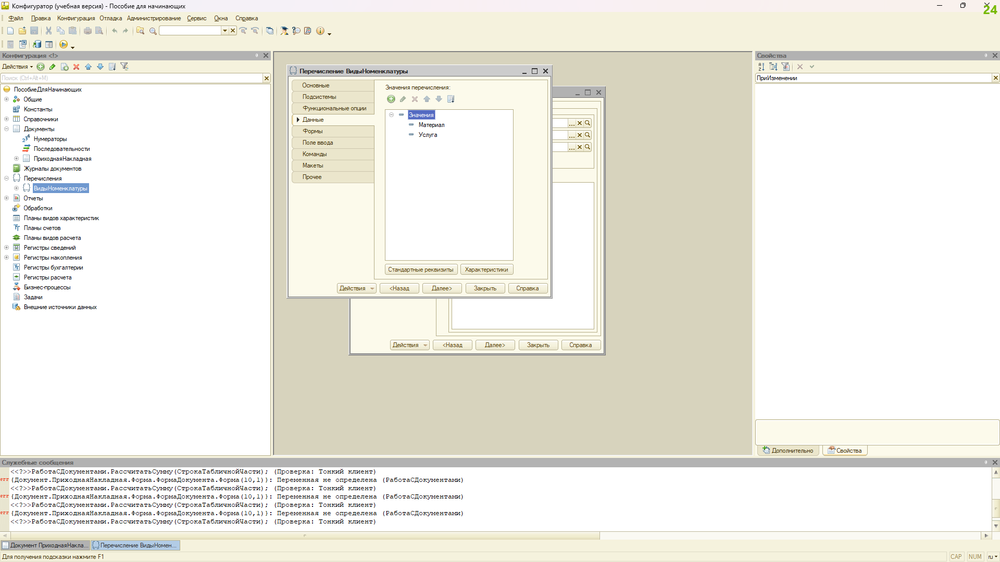 Конфигуратор (учебная версия) - Пособие для начинающих
24
Файл Правка Конфигурация Отладка Администрирование Сервис Окна Справка
Конфигурация <!>
Действия
Поиск (Ctrl+Alt+M)
ПособиеДляНачинающих
Общие
Константы
Справочники
Документы
Нумераторы
Последовательности
ПриходнаяНакладная
Журналы документов
Перечисления
ВидыНоменклатуры
Отчеты
Обработки
Планы видов характеристик
Планы счетов
Планы видов расчета
Регистры сведений
Регистры накопления
Регистры бухгалтерии
Регистры расчета
Бизнес-процессы
Задачи
Внешние источники данных
Перечисление ВидыНоменклатуры
Основные
Подсистемы
Функциональные опции
Данные
Формы
Поле ввода
Команды
Макеты
Прочее
Значения перечисления:
Значения
Материал
Услуга
Стандартные реквизиты Характеристики
Действия <Назад Далее> Закрыть Справка
Действия <Назад Далее> Закрыть Справка
Свойства
ПриИзменении
Дополнительно Свойства
Служебные сообщения
<<?>>РаботаСДокументами.РассчитатьСумму(СтрокаТабличнойЧасти); (Проверка: Тонкий клиент)
err {Документ.ПриходнаяНакладная.Форма.ФормаДокумента.Форма(10,1)}: Переменная не определена (РаботаСДокументами)
<<?>>РаботаСДокументами.РассчитатьСумму(СтрокаТабличнойЧасти); (Проверка: Тонкий клиент)
err {Документ.ПриходнаяНакладная.Форма.ФормаДокумента.Форма(10,1)}: Переменная не определена (РаботаСДокументами)
<<?>>РаботаСДокументами.РассчитатьСумму(СтрокаТабличнойЧасти); (Проверка: Тонкий клиент)
err {Документ.ПриходнаяНакладная.Форма.ФормаДокумента.Форма(10,1)}: Переменная не определена (РаботаСДокументами)
<<?>>РаботаСДокументами.РассчитатьСумму(СтрокаТабличнойЧасти); (Проверка: Тонкий клиент)
Документ ПриходнаяНакла... Перечисление ВидыНомен...
Для получения подсказки нажмите F1
CAP NUM ru